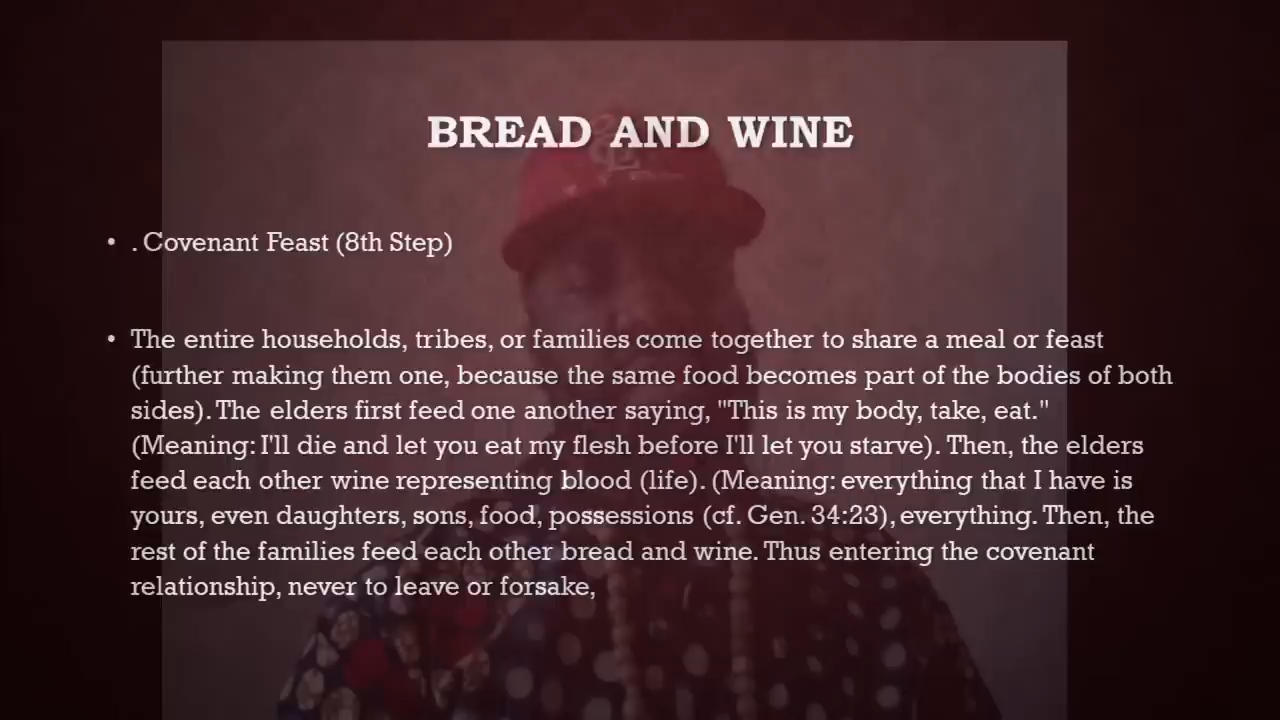 BREAD AND WINE
• . Covenant Feast (8th Step)
• The entire households, tribes, or families come together to share a meal or feast
(further making them one, because the same food becomes part of the bodies of both
sides). The elders first feed one another saying, "This is my body, take, eat."
(Meaning: I'll die and let you eat my flesh before I'll let you starve). Then, the elders
feed each other wine representing blood (life). (Meaning: everything that I have is
yours, even daughters, sons, food, possessions (cf. Gen. 34:23), everything. Then, the
rest of the families feed each other bread and wine. Thus entering the covenant
relationship, never to leave or forsake,